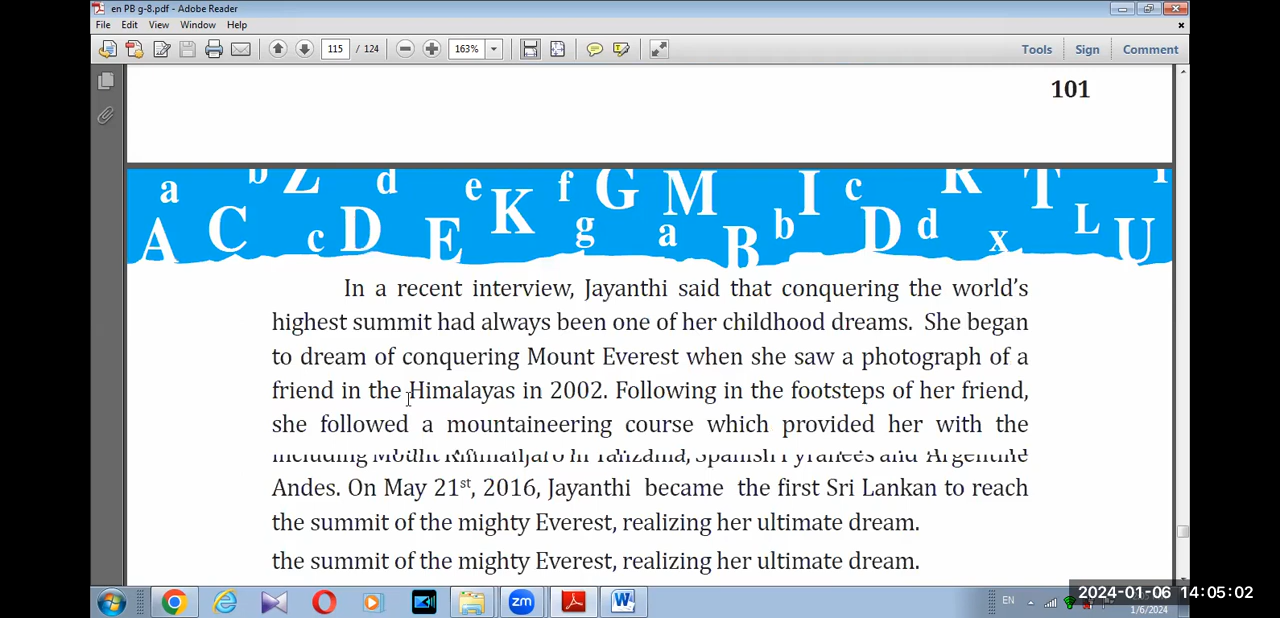 en PB g-8.pdf - Adobe Reader
File Edit View Window Help
115 / 124 163% Tools Sign Comment
101
a b Z d e K f G M I c R T
A C c D E g a B b D d x L U
In a recent interview, Jayanthi said that conquering the world's
highest summit had always been one of her childhood dreams. She began
to dream of conquering Mount Everest when she saw a photograph of a
friend in the Himalayas in 2002. Following in the footsteps of her friend,
she followed a mountaineering course which provided her with the
including Mount Kilimanjaro in Tanzania, Spanish Pyranees and Argentine
Andes. On May 21st, 2016, Jayanthi became the first Sri Lankan to reach
the summit of the mighty Everest, realizing her ultimate dream.
the summit of the mighty Everest, realizing her ultimate dream.
zm
EN
2024-01-06 14:05:02
1/6/2024